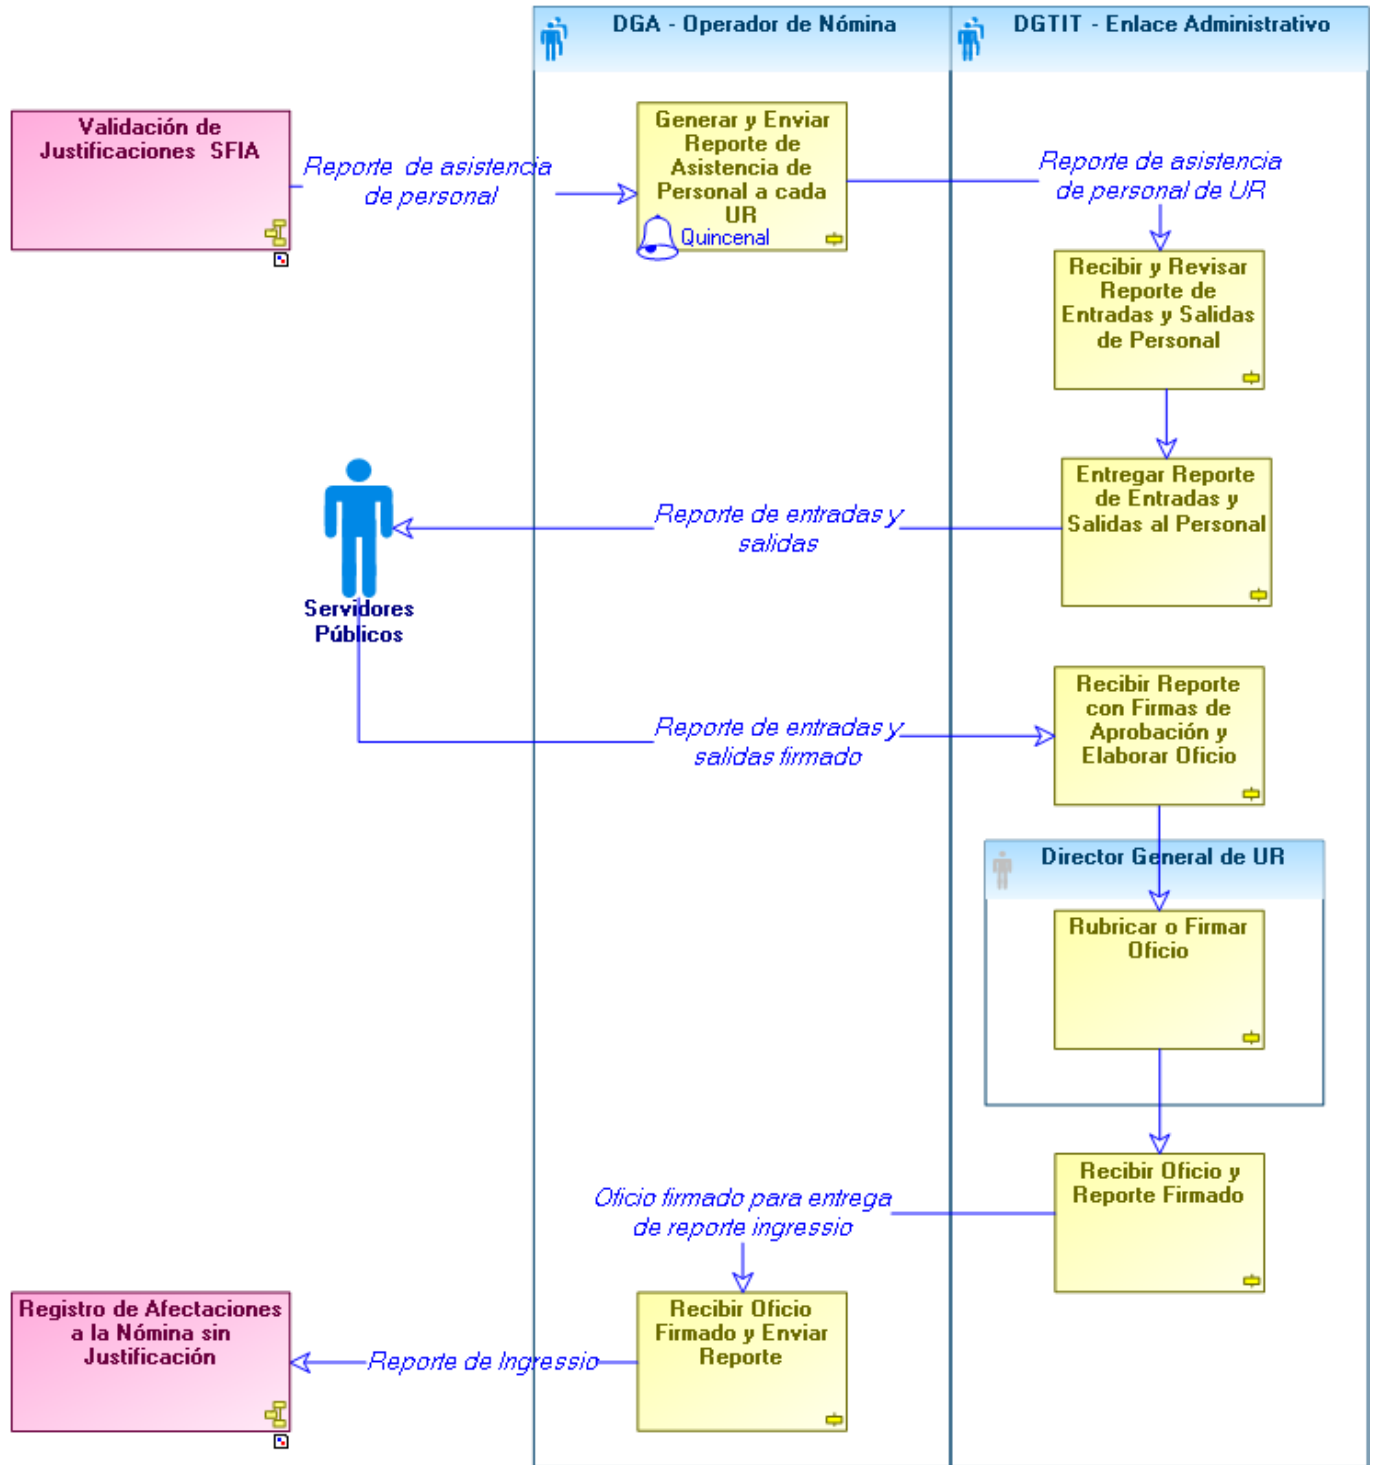 DGA - Operador de Nómina
DGTIT - Enlace Administrativo
Validación de
Justificaciones SFIA
Reporte de asistencia
de personal
Generar y Enviar
Reporte de
Asistencia de
Personal a cada
UR
Quincenal
Reporte de asistencia
de personal de UR
Recibir y Revisar
Reporte de
Entradas y Salidas
de Personal
Entregar Reporte
de Entradas y
Salidas al Personal
Reporte de entradas y
salidas
Servidores
Públicos
Recibir Reporte
con Firmas de
Aprobación y
Elaborar Oficio
Reporte de entradas y
salidas firmado
Director General de UR
Rubricar o Firmar
Oficio
Recibir Oficio y
Reporte Firmado
Oficio firmado para entrega
de reporte ingressio
Recibir Oficio
Firmado y Enviar
Reporte
Reporte de Ingressio
Registro de Afectaciones
a la Nómina sin
Justificación